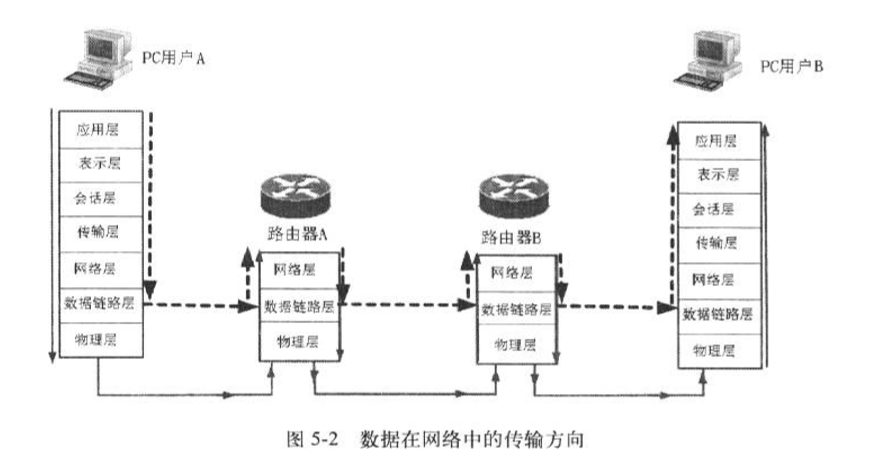 PC用户A
PC用户B
应用层
表示层
会话层
传输层
网络层
数据链路层
物理层
路由器A
网络层
数据链路层
物理层
路由器B
网络层
数据链路层
物理层
应用层
表示层
会话层
传输层
网络层
数据链路层
物理层
图 5-2 数据在网络中的传输方向